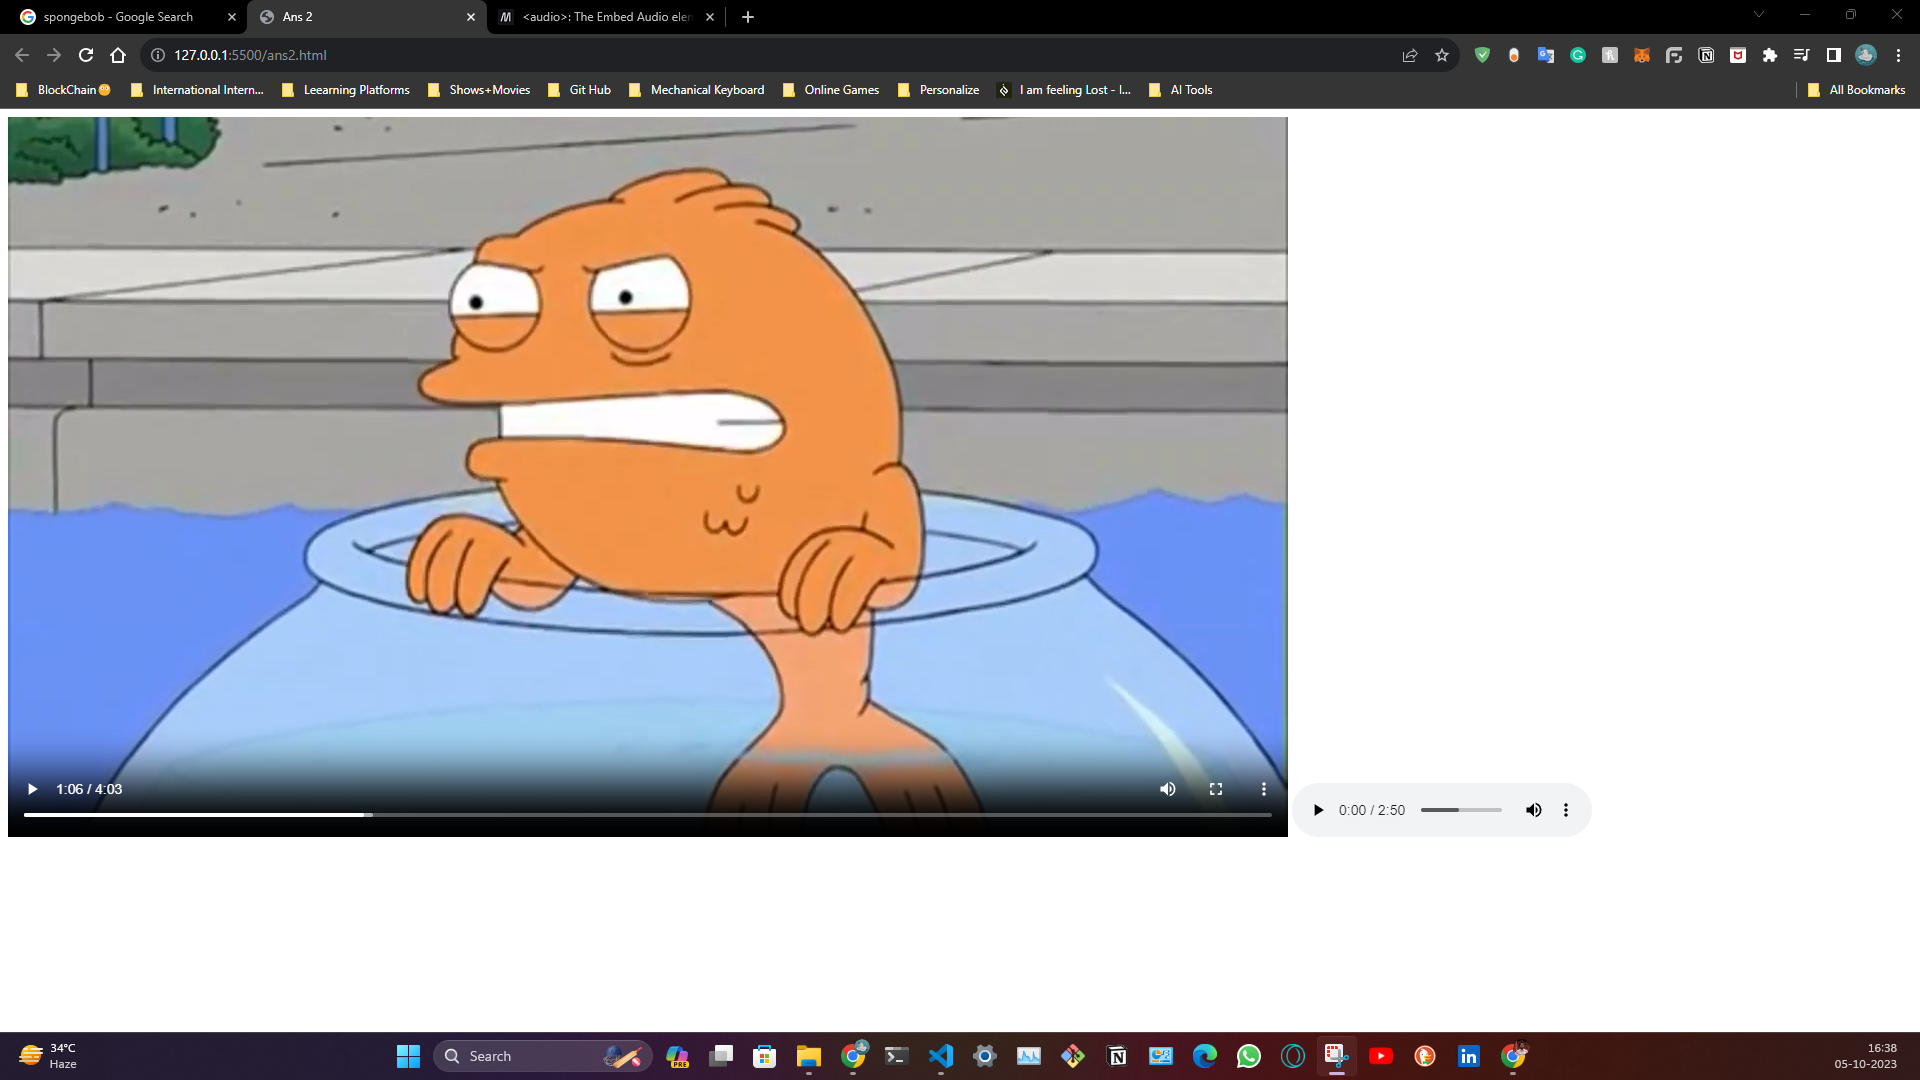 spongebob - Google Search
Ans 2
<audio>: The Embed Audio eler
127.0.0.1:5500/ans2.html
BlockChain
International Intern...
Leearning Platforms
Shows+Movies
Git Hub
Mechanical Keyboard
Online Games
Personalize
I am feeling Lost - I...
AI Tools
All Bookmarks
1:06 / 4:03
0:00 / 2:50
34°C
Haze
Search
PRE
16:38
05-10-2023